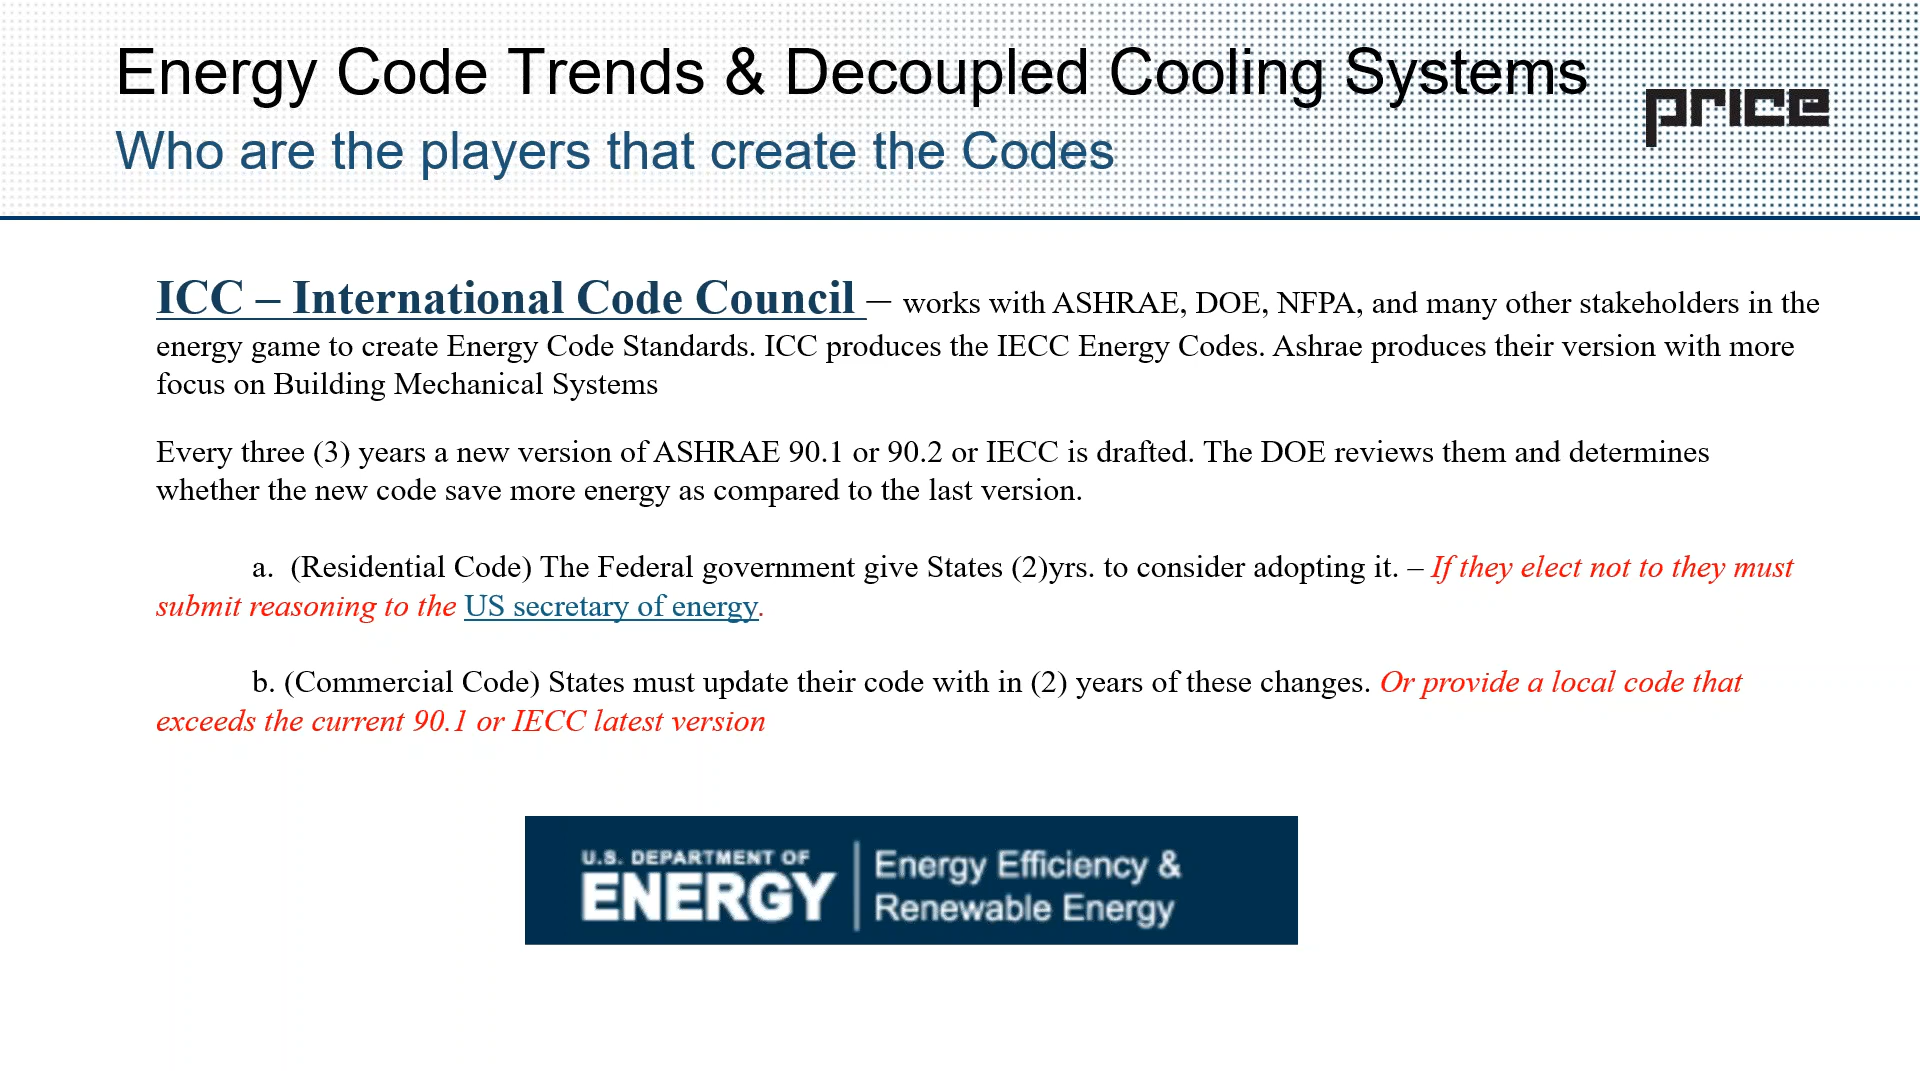 Energy Code Trends & Decoupled Cooling Systems
price
Who are the players that create the Codes
ICC – International Code Council – works with ASHRAE, DOE, NFPA, and many other stakeholders in the
energy game to create Energy Code Standards. ICC produces the IECC Energy Codes. Ashrae produces their version with more
focus on Building Mechanical Systems
Every three (3) years a new version of ASHRAE 90.1 or 90.2 or IECC is drafted. The DOE reviews them and determines
whether the new code save more energy as compared to the last version.
a. (Residential Code) The Federal government give States (2)yrs. to consider adopting it. – If they elect not to they must
submit reasoning to the US secretary of energy.
b. (Commercial Code) States must update their code with in (2) years of these changes. Or provide a local code that
exceeds the current 90.1 or IECC latest version
U.S. DEPARTMENT OF
ENERGY
Energy Efficiency &
Renewable Energy